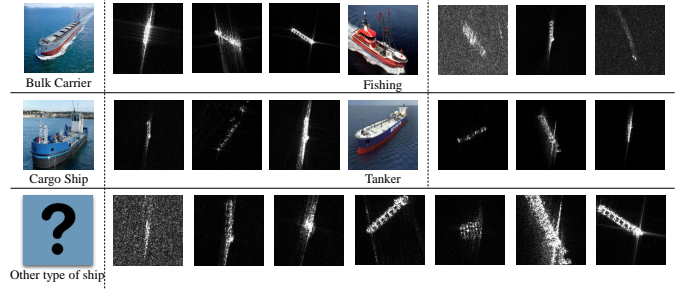 Bulk Carrier
Fishing
Cargo Ship
Tanker
?
Other type of ship